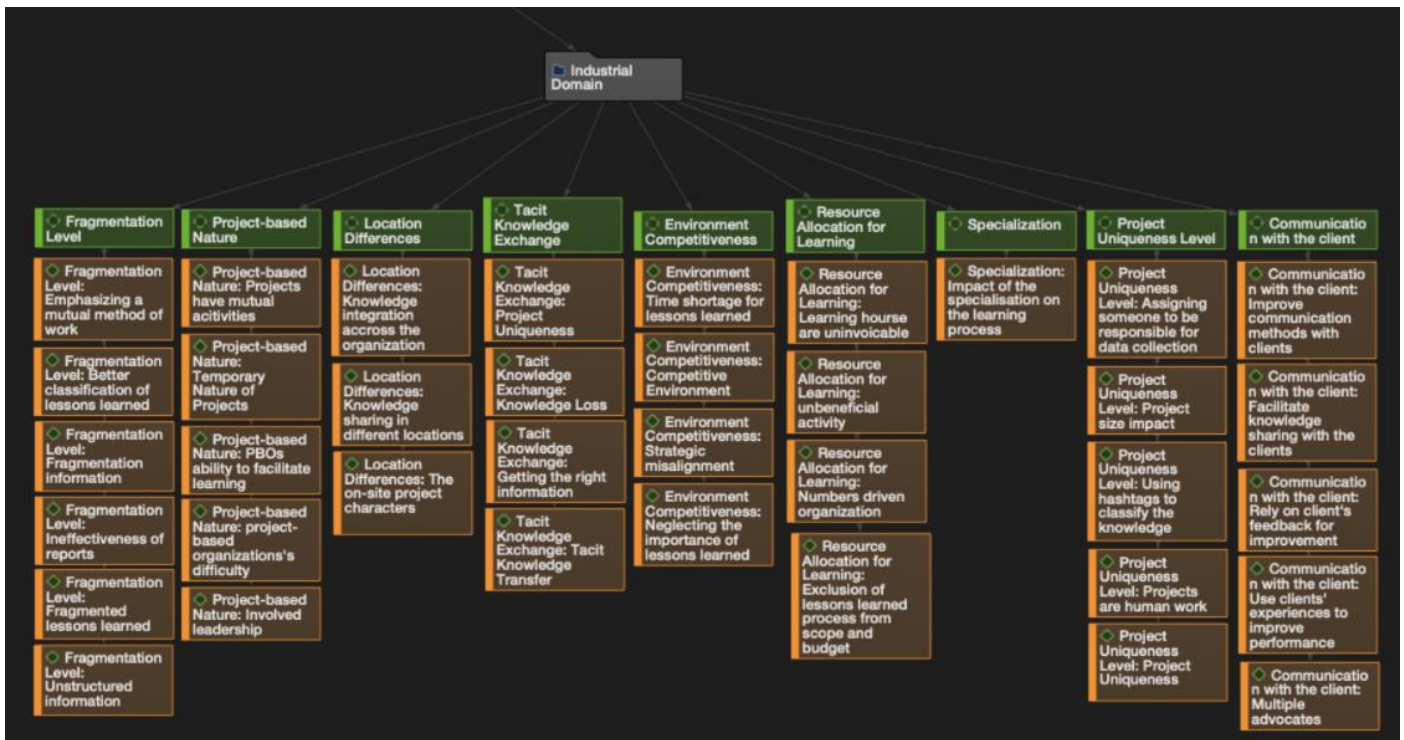 Industrial
Domain
Fragmentation
Level
Fragmentation
Level:
Emphasizing a
mutual method of
work
Fragmentation
Level: Better
classification of
lessons learned
Fragmentation
Level:
Fragmentation
Information
Fragmentation
Level:
Ineffectiveness of
reports
Fragmentation
Level:
Fragmented
lessons learned
Fragmentation
Level:
Unstructured
information
Project-based
Nature
Project-based
Nature: Projects
have mutual
acitivities
Project-based
Nature:
Temporary
Nature of
Projects
Project-based
Nature: PBOs
ability to facilitate
learning
Project-based
Nature: project-
based
organizations's
difficulty
Project-based
Nature: Involved
leadership
Location
Differences
Location
Differences:
Knowledge
integration
accross the
organization
Location
Differences:
Knowledge
sharing in
different locations
Location
Differences: The
on-site project
characters
Tacit
Knowledge
Exchange
Tacit
Knowledge
Exchange:
Project
Uniqueness
Tacit
Knowledge
Exchange:
Knowledge Loss
Tacit
Knowledge
Exchange:
Getting the right
information
Tacit
Knowledge
Exchange: Tacit
Knowledge
Transfer
Environment
Competitiveness
Environment
Competitiveness:
Time shortage for
lessons learned
Environment
Competitiveness:
Competitive
Environment
Environment
Competitiveness:
Strategic
misalignment
Environment
Competitiveness:
Neglecting the
importance of
lessons learned
Resource
Allocation for
Learning
Resource
Allocation for
Learning:
Learning hourse
are uninvoicable
Resource
Allocation for
Learning:
unbeneficial
activity
Resource
Allocation for
Learning:
Numbers driven
organization
Resource
Allocation for
Learning:
Exclusion of
lessons learned
process from
scope and
budget
Specialization
Specialization:
Impact of the
specialisation on
the learning
process
Project
Uniqueness Level
Project
Uniqueness
Level: Assigning
someone to be
responsible for
data collection
Project
Uniqueness
Level: Project
size impact
Project
Uniqueness
Level: Using
hashtags to
classify the
knowledge
Project
Uniqueness
Level: Projects
are human work
Project
Uniqueness
Level: Project
Uniqueness
Communicatio
n with the client
Communicatio
n with the client:
Improve
communication
methods with
clients
Communicatio
n with the client:
Facilitate
knowledge
sharing with the
clients
Communicatio
n with the client:
Rely on client's
feedback for
improvement
Communicatio
n with the client:
Use clients'
experiences to
improve
performance
Communicatio
n with the client:
Multiple
advocates